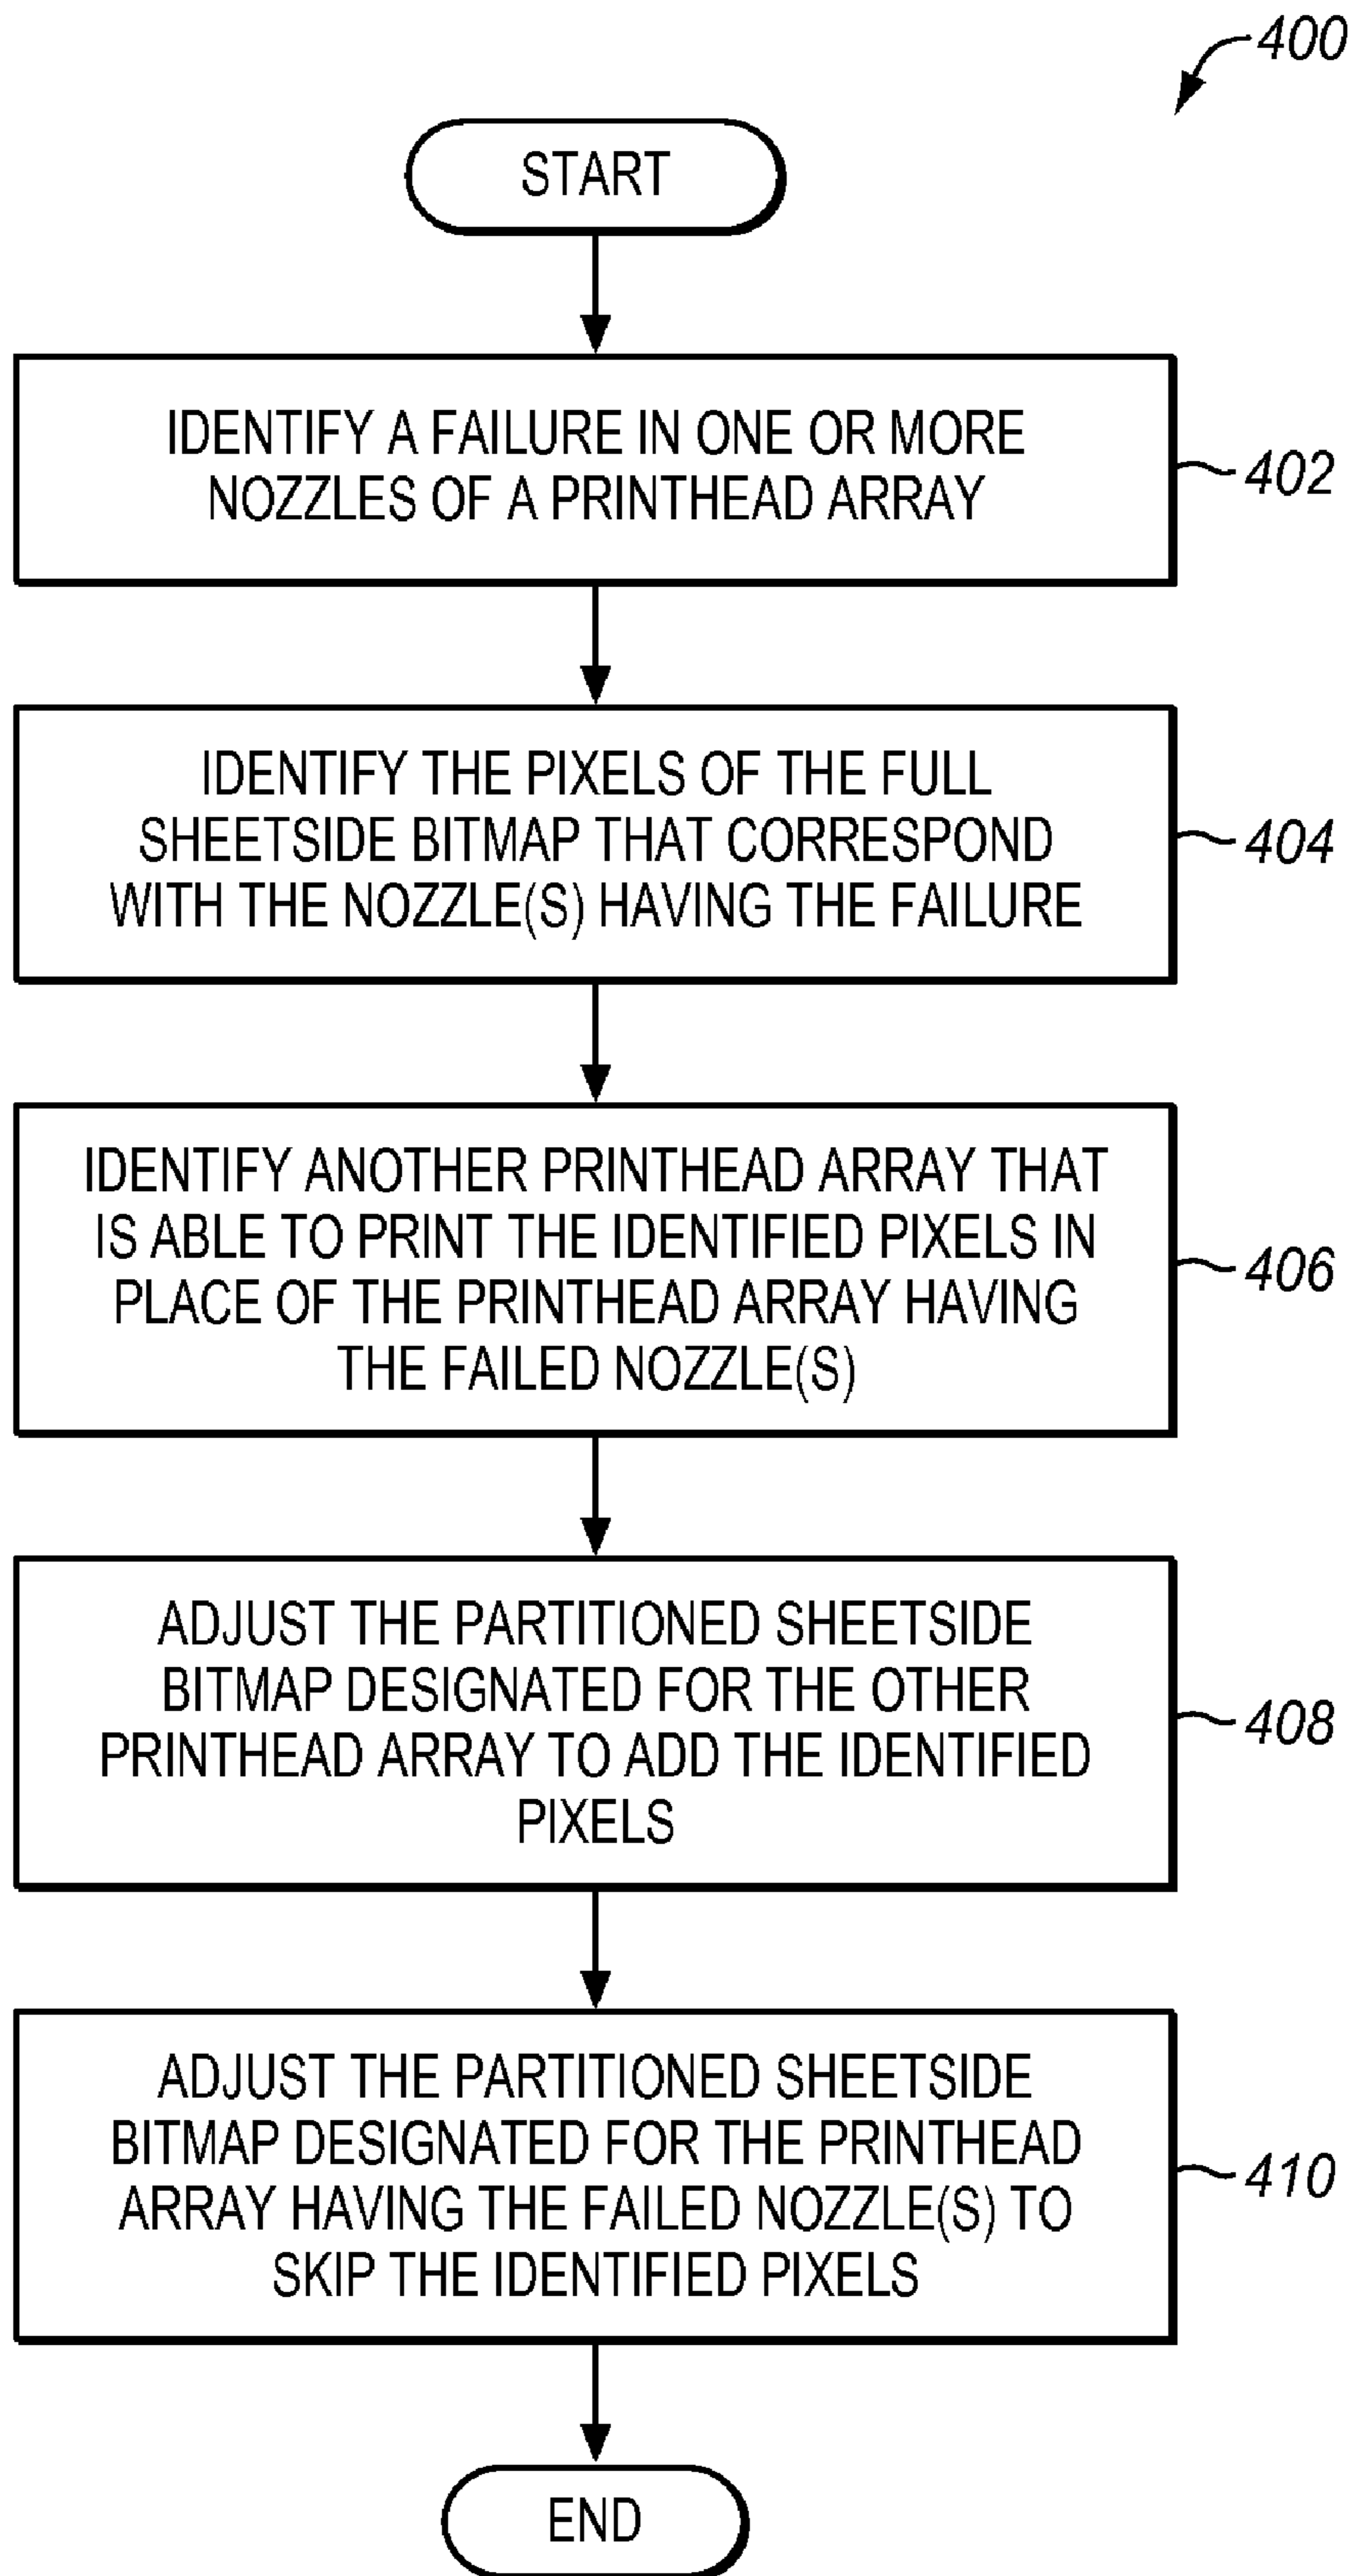 400
START
IDENTIFY A FAILURE IN ONE OR MORE
NOZZLES OF A PRINTHEAD ARRAY
402
IDENTIFY THE PIXELS OF THE FULL
SHEETSIDE BITMAP THAT CORRESPOND
WITH THE NOZZLE(S) HAVING THE FAILURE
404
IDENTIFY ANOTHER PRINTHEAD ARRAY THAT
IS ABLE TO PRINT THE IDENTIFIED PIXELS IN
PLACE OF THE PRINTHEAD ARRAY HAVING
THE FAILED NOZZLE(S)
406
ADJUST THE PARTITIONED SHEETSIDE
BITMAP DESIGNATED FOR THE OTHER
PRINTHEAD ARRAY TO ADD THE IDENTIFIED
PIXELS
408
ADJUST THE PARTITIONED SHEETSIDE
BITMAP DESIGNATED FOR THE PRINTHEAD
ARRAY HAVING THE FAILED NOZZLE(S) TO
SKIP THE IDENTIFIED PIXELS
410
END